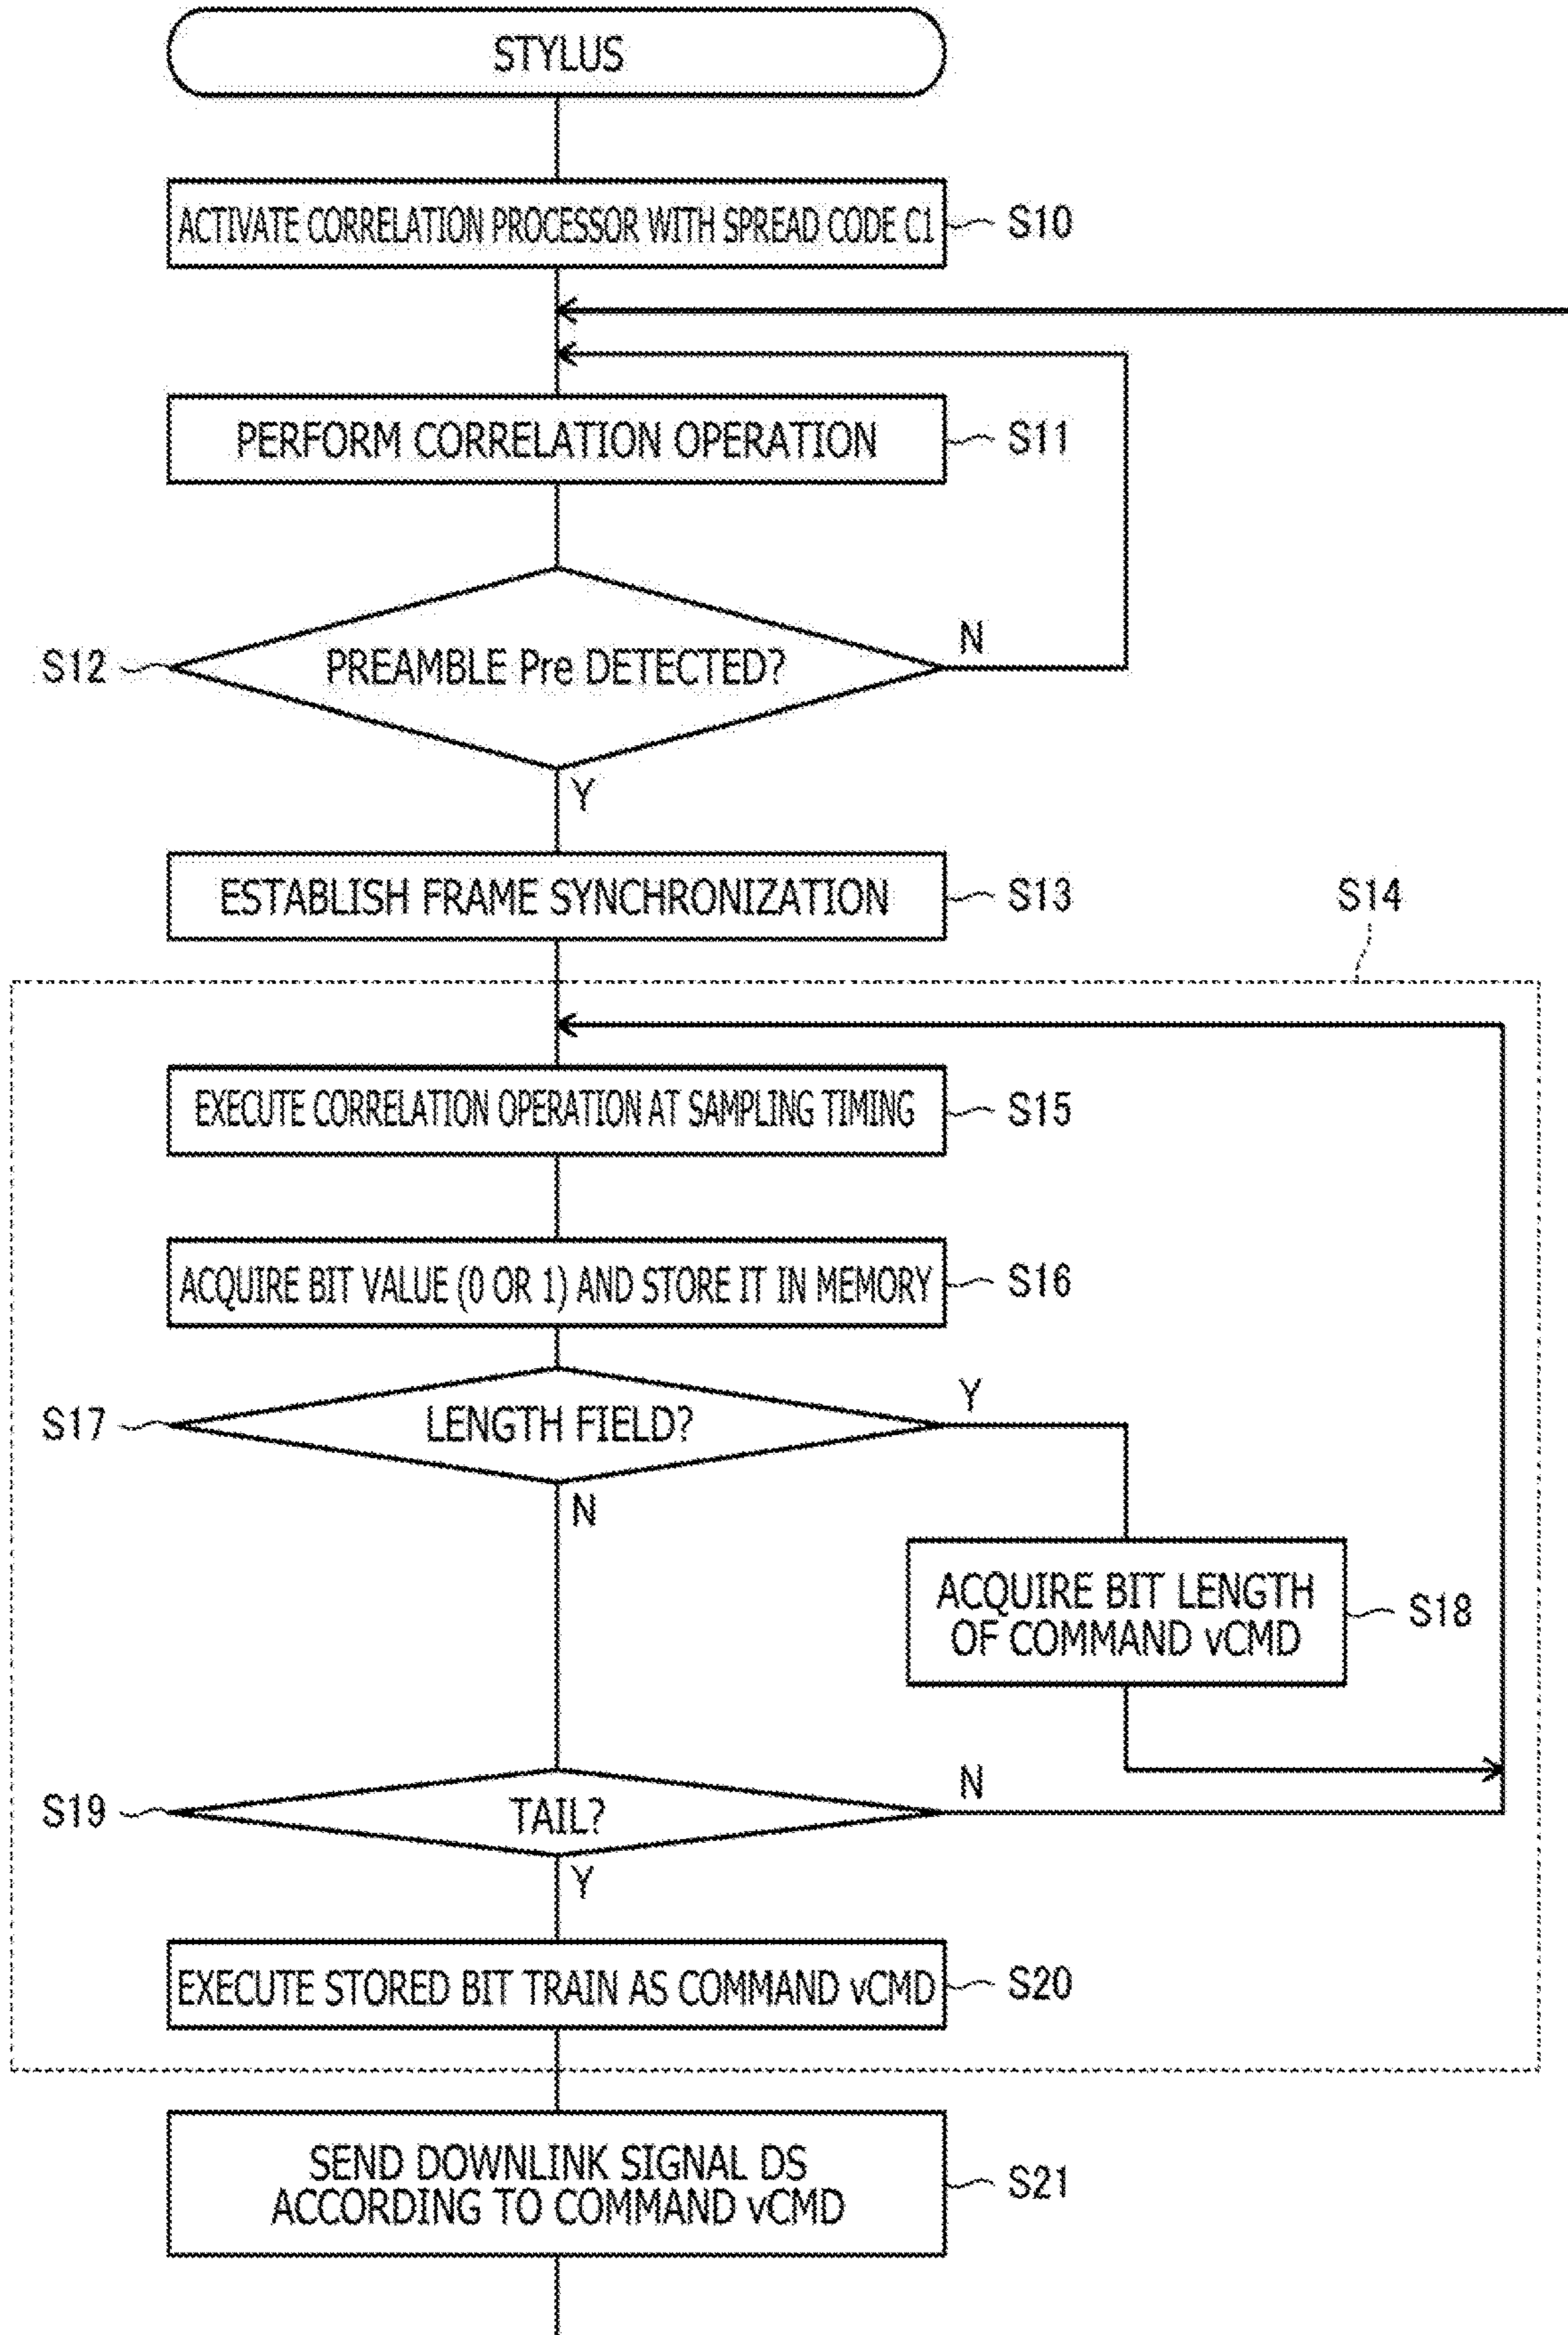 STYLUS
ACTIVATE CORRELATION PROCESSOR WITH SPREAD CODE C1
S10
PERFORM CORRELATION OPERATION
S11
N
S12
PREAMBLE Pre DETECTED?
Y
ESTABLISH FRAME SYNCHRONIZATION
S13
S14
EXECUTE CORRELATION OPERATION AT SAMPLING TIMING
S15
ACQUIRE BIT VALUE (0 OR 1) AND STORE IT IN MEMORY
S16
Y
S17
LENGTH FIELD?
N
ACQUIRE BIT LENGTH
OF COMMAND vCMD
S18
N
S19
TAIL?
Y
EXECUTE STORED BIT TRAIN AS COMMAND vCMD
S20
SEND DOWNLINK SIGNAL DS
ACCORDING TO COMMAND vCMD
S21